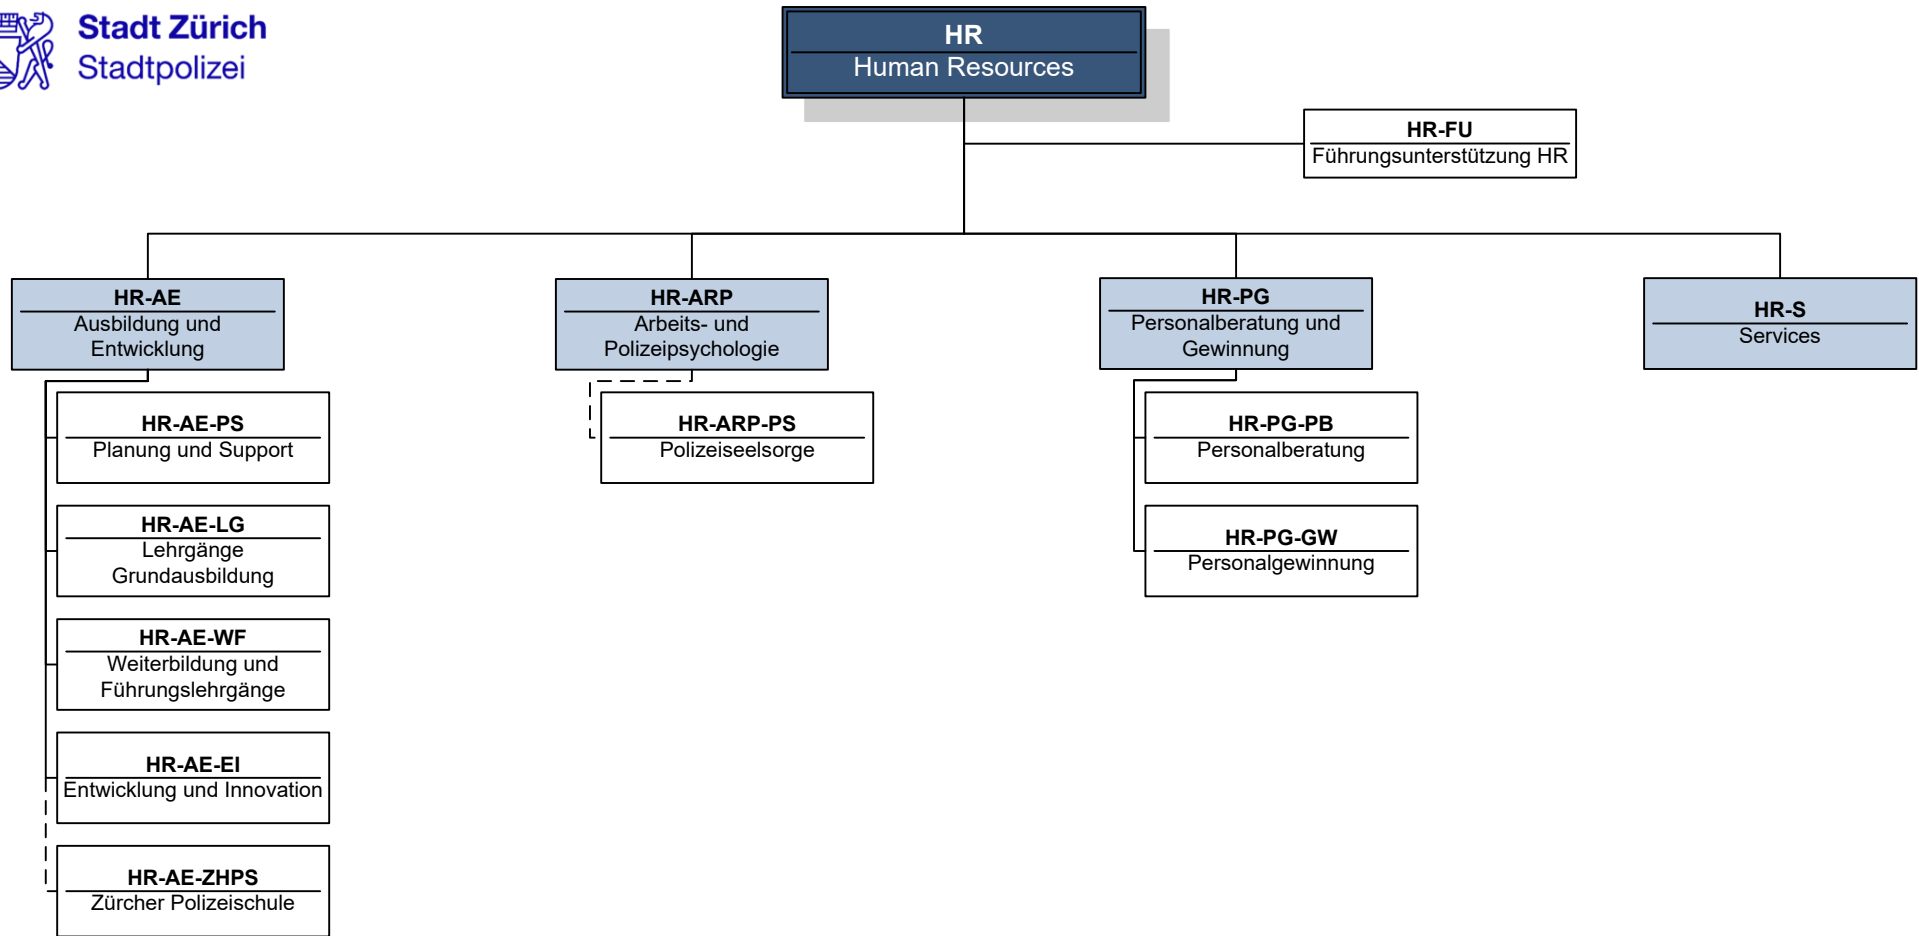 Stadt Zürich
Stadtpolizei
HR
Human Resources
HR-FU
Führungsunterstützung HR
HR-AE
Ausbildung und
Entwicklung
HR-ARP
Arbeits- und
Polizeipsychologie
HR-PG
Personalberatung und
Gewinnung
HR-S
Services
HR-AE-PS
Planung und Support
HR-AE-LG
Lehrgänge
Grundausbildung
HR-AE-WF
Weiterbildung und
Führungslehrgänge
HR-AE-EI
Entwicklung und Innovation
HR-AE-ZHPS
Zürcher Polizeischule
HR-ARP-PS
Polizeiseelsorge
HR-PG-PB
Personalberatung
HR-PG-GW
Personalgewinnung